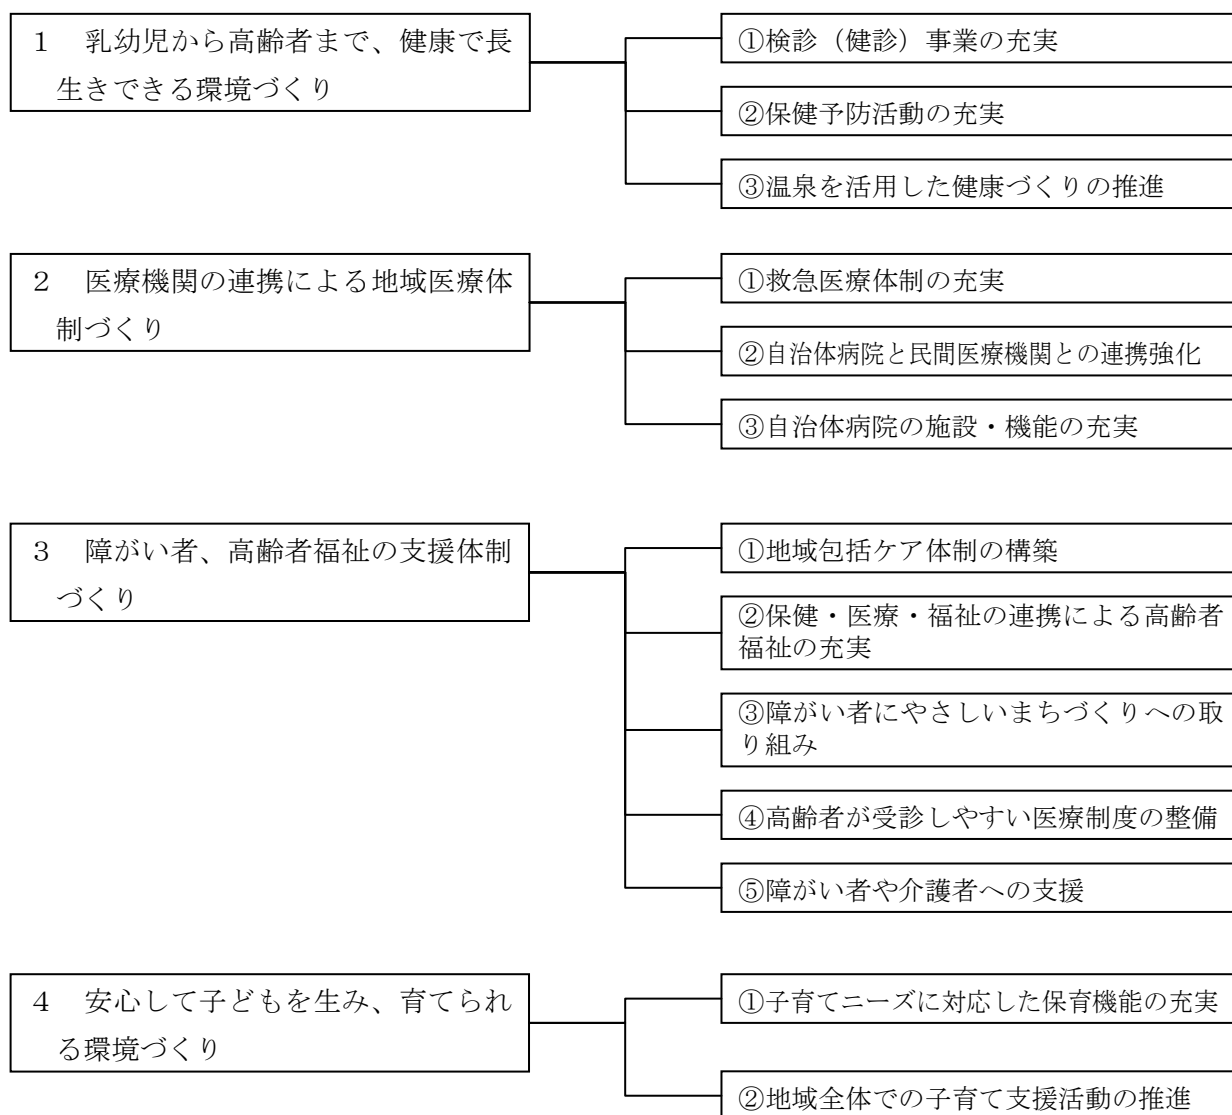 1　乳幼児から高齢者まで、健康で長
生きできる環境づくり
①検診（健診）事業の充実
②保健予防活動の充実
③温泉を活用した健康づくりの推進
2　医療機関の連携による地域医療体
制づくり
①救急医療体制の充実
②自治体病院と民間医療機関との連携強化
③自治体病院の施設・機能の充実
3　障がい者、高齢者福祉の支援体制
づくり
①地域包括ケア体制の構築
②保健・医療・福祉の連携による高齢者
福祉の充実
③障がい者にやさしいまちづくりへの取
り組み
④高齢者が受診しやすい医療制度の整備
⑤障がい者や介護者への支援
4　安心して子どもを生み、育てられ
る環境づくり
①子育てニーズに対応した保育機能の充実
②地域全体での子育て支援活動の推進